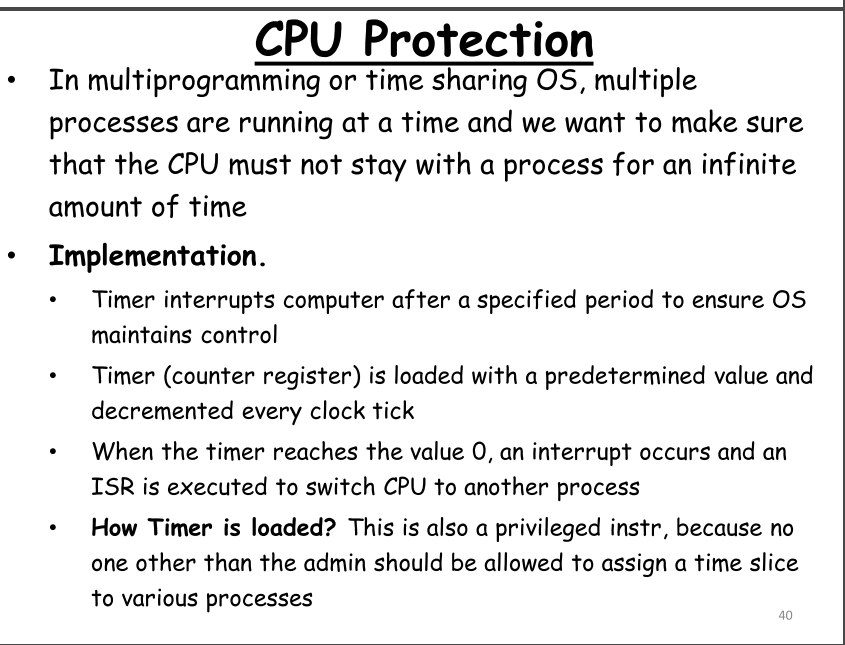 CPU Protection
• In multiprogramming or time sharing OS, multiple
processes are running at a time and we want to make sure
that the CPU must not stay with a process for an infinite
amount of time
• Implementation.
• Timer interrupts computer after a specified period to ensure OS
maintains control
• Timer (counter register) is loaded with a predetermined value and
decremented every clock tick
• When the timer reaches the value 0, an interrupt occurs and an
ISR is executed to switch CPU to another process
• How Timer is loaded? This is also a privileged instr, because no
one other than the admin should be allowed to assign a time slice
to various processes
40